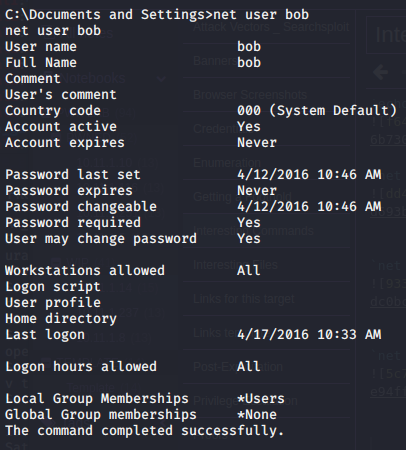 C:\Documents and Settings>net user bob
net user bob
User name bob
Full Name bob
Comment
User's comment
Country code 000 (System Default)
Account active Yes
Account expires Never
Password last set 4/12/2016 10:46 AM
Password expires Never
Password changeable 4/12/2016 10:46 AM
Password required Yes
User may change password Yes
Workstations allowed All
Logon script
User profile
Home directory
Last logon 4/17/2016 10:33 AM
Logon hours allowed All
Local Group Memberships *Users
Global Group memberships *None
The command completed successfully.